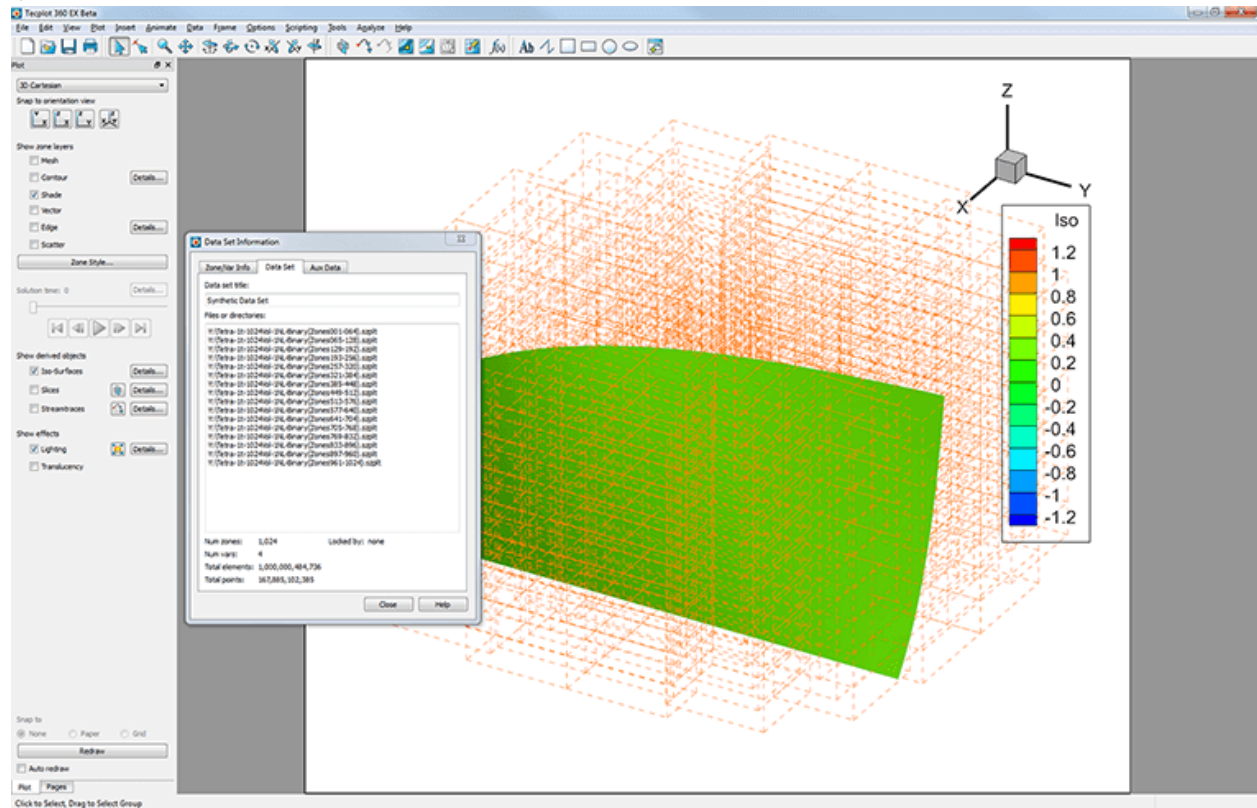 Tecplot 360 EX Beta
File Edit View Plot Insert Animate Data Frame Options Scripting Tools Analyze Help
Plot
3D Cartesian
Snap to orientation view
Show zone layers
Mesh
Contour Details...
Shade
Vector
Edge Details...
Scatter
Zone Style...
Solution time: 0 Details...
Show derived objects
Iso-Surfaces Details...
Slices Details...
Streamtraces Details...
Show effects
Lighting Details...
Translucency
Snap to
None Paper Grid
Redraw
Auto redraw
Plot Pages
Click to Select, Drag to Select Group
Data Set Information
Zone/Var Info Data Set Aux Data
Data set title:
Synthetic Data Set
Files or directories:
Num zones: 1,024 Locked by: none
Num vars: 4
Total elements: 1,000,000,484,736
Total points: 167,885,102,385
Close Help
Z
Y
X
Iso
1.2
1
0.8
0.6
0.4
0.2
0
-0.2
-0.4
-0.6
-0.8
-1
-1.2